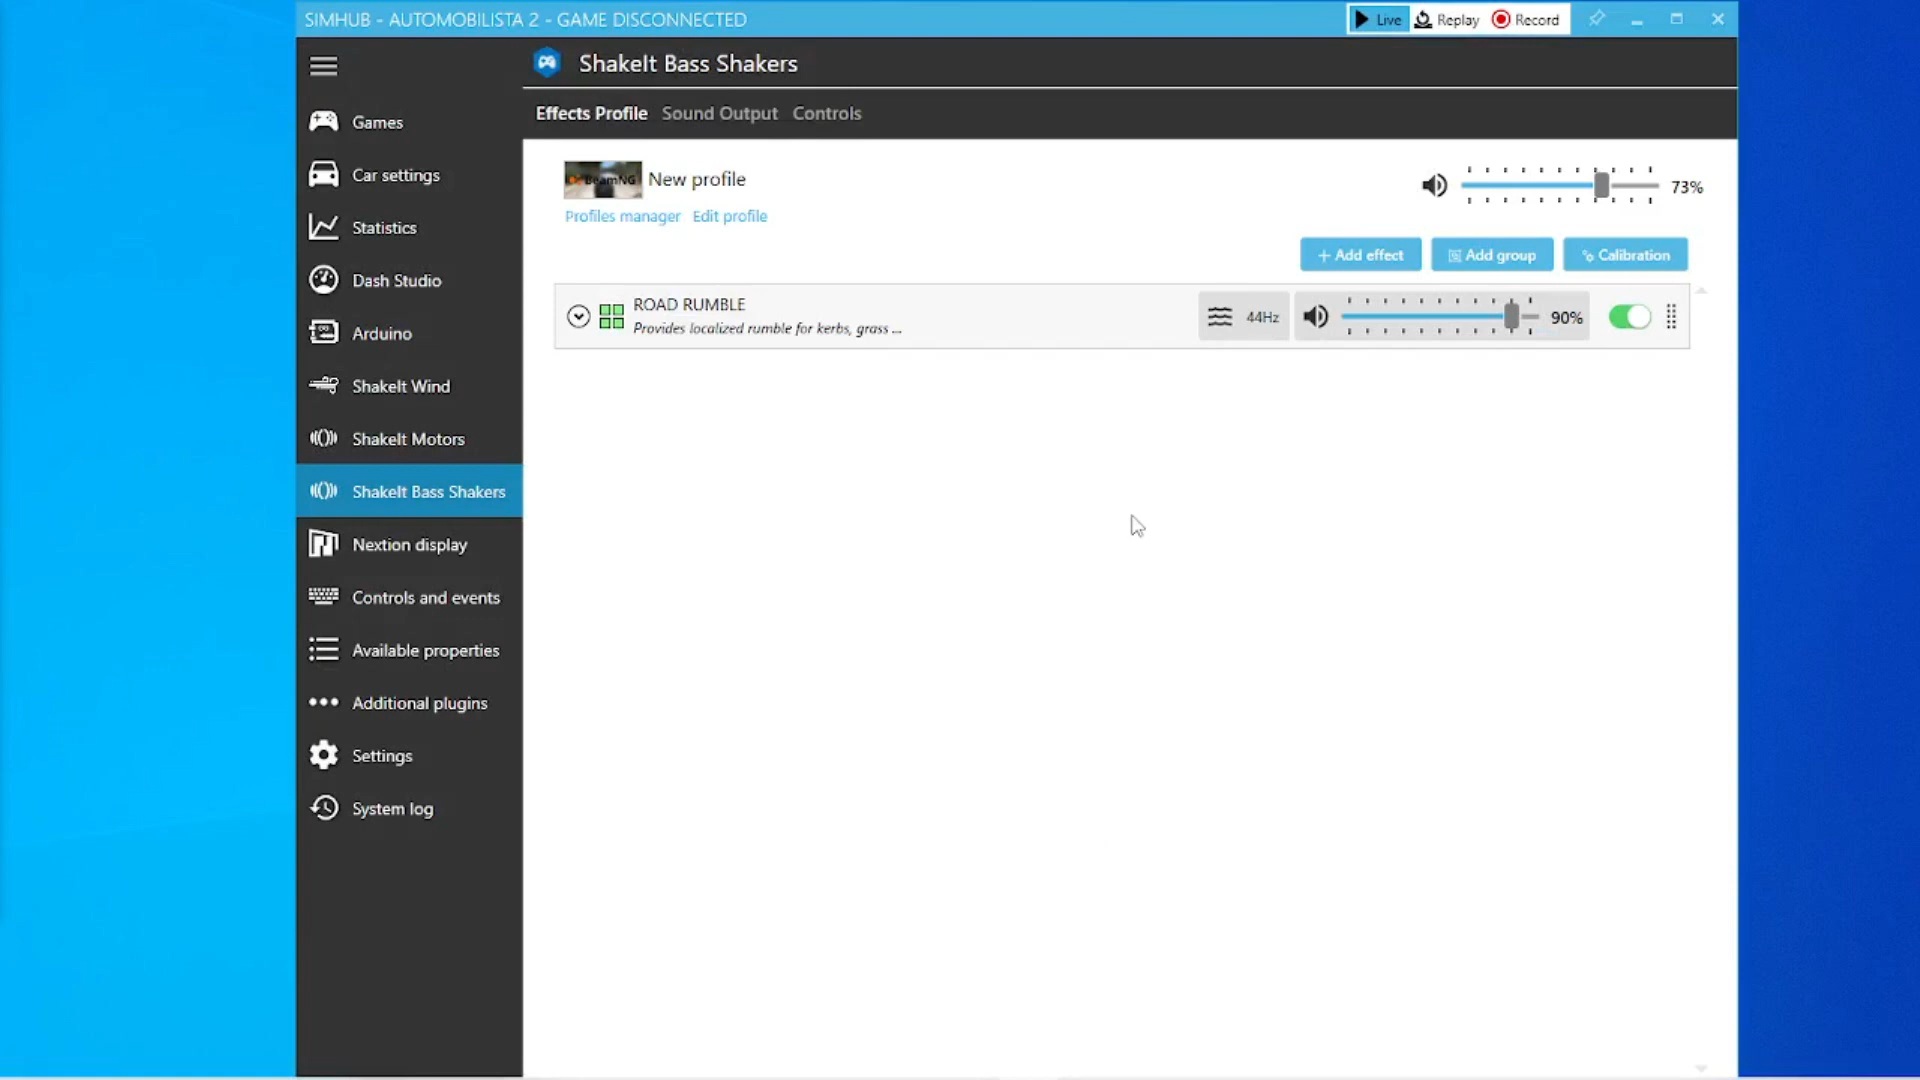 SIMHUB - AUTOMOBILISTA 2 - GAME DISCONNECTED
Live
Replay
Record
ShakeIt Bass Shakers
Games
Car settings
Statistics
Dash Studio
Arduino
ShakeIt Wind
ShakeIt Motors
ShakeIt Bass Shakers
Nextion display
Controls and events
Available properties
Additional plugins
Settings
System log
Effects Profile
Sound Output
Controls
BeamNG
New profile
73%
Profiles manager
Edit profile
+ Add effect
Add group
Calibration
ROAD RUMBLE
Provides localized rumble for kerbs, grass ...
44Hz
90%